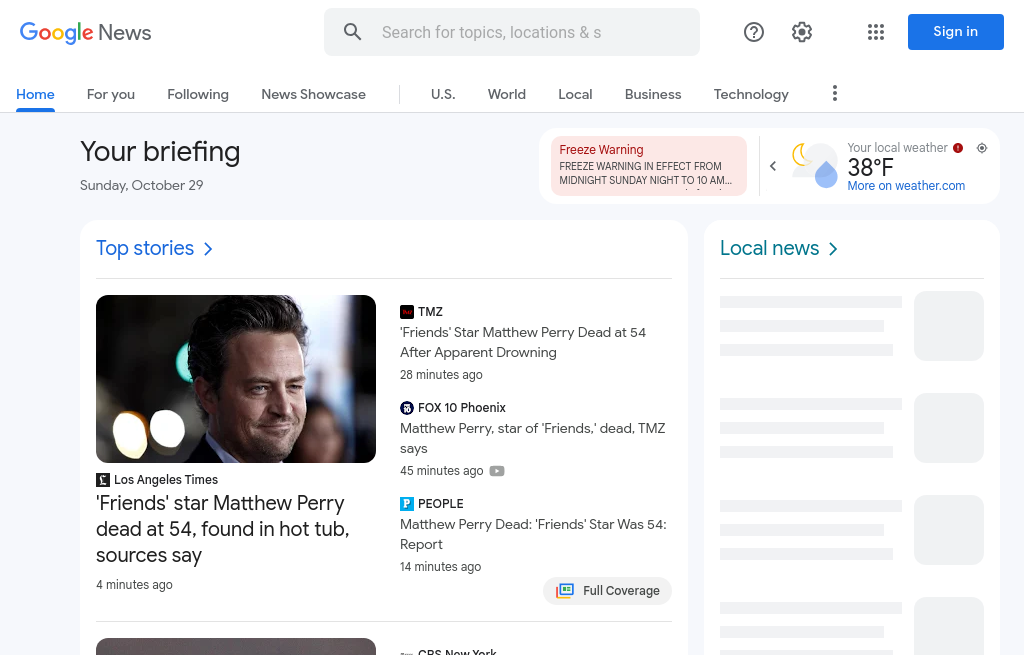 Google News
Search for topics, locations & s
Sign in
Home
For you
Following
News Showcase
U.S.
World
Local
Business
Technology
Your briefing
Sunday, October 29
Freeze Warning
FREEZE WARNING IN EFFECT FROM
MIDNIGHT SUNDAY NIGHT TO 10 AM...
Your local weather
38°F
More on weather.com
Top stories
Local news
Los Angeles Times
'Friends' star Matthew Perry
dead at 54, found in hot tub,
sources say
4 minutes ago
TMZ
'Friends' Star Matthew Perry Dead at 54
After Apparent Drowning
28 minutes ago
FOX 10 Phoenix
Matthew Perry, star of 'Friends,' dead, TMZ
says
45 minutes ago
PEOPLE
Matthew Perry Dead: 'Friends' Star Was 54:
Report
14 minutes ago
Full Coverage
CBS New York